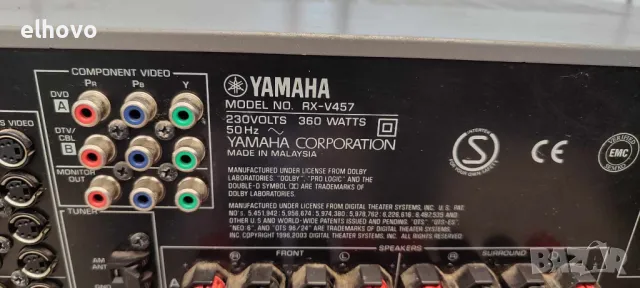 elhovo
COMPONENT VIDEO
PR PB Y
DVD
A
DTV/
CBL
B
MONITOR
OUT
S VIDEO
TUNER
AM
ANT
GND
YAMAHA
MODEL NO. RX-V457
230VOLTS 360 WATTS
50Hz
YAMAHA CORPORATION
MADE IN MALAYSIA
MANUFACTURED UNDER LICENSE FROM DOLBY
LABORATORIES. "DOLBY", "PRO LOGIC" AND THE
DOUBLE-D SYMBOL ARE TRADEMARKS OF
DOLBY LABORATORIES.
MANUFACTURED UNDER LICENSE FROM DIGITAL THEATER SYSTEMS, INC. U.S. PAT.
NO'S. 5,451,942; 5,956,674; 5,974,380; 5,978,762; 6,226,616; 6,487,535 AND
OTHER U.S. AND WORLD-WIDE PATENTS ISSUED AND PENDING. "DTS", "DTS-ES",
"NEO:6", AND "DTS 96/24" ARE TRADEMARKS OF DIGITAL THEATER SYSTEMS,
INC. COPYRIGHT 1996, 2003 DIGITAL THEATER SYSTEMS, INC.
S
CE
VERIFIED
EMC
SPEAKERS
FRONT
R L
SURROUND
R
A
bazar